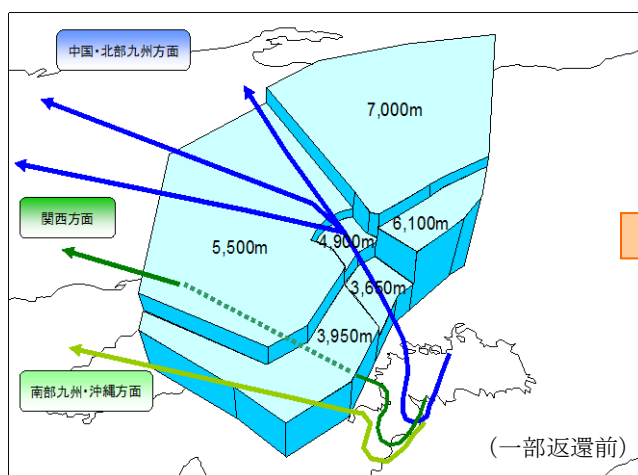 中国・北部九州方面
7,000m
関西方面
6,100m
4,900m
5,500m
3,650m
3,950m
南部九州・沖縄方面
(一部返還前)